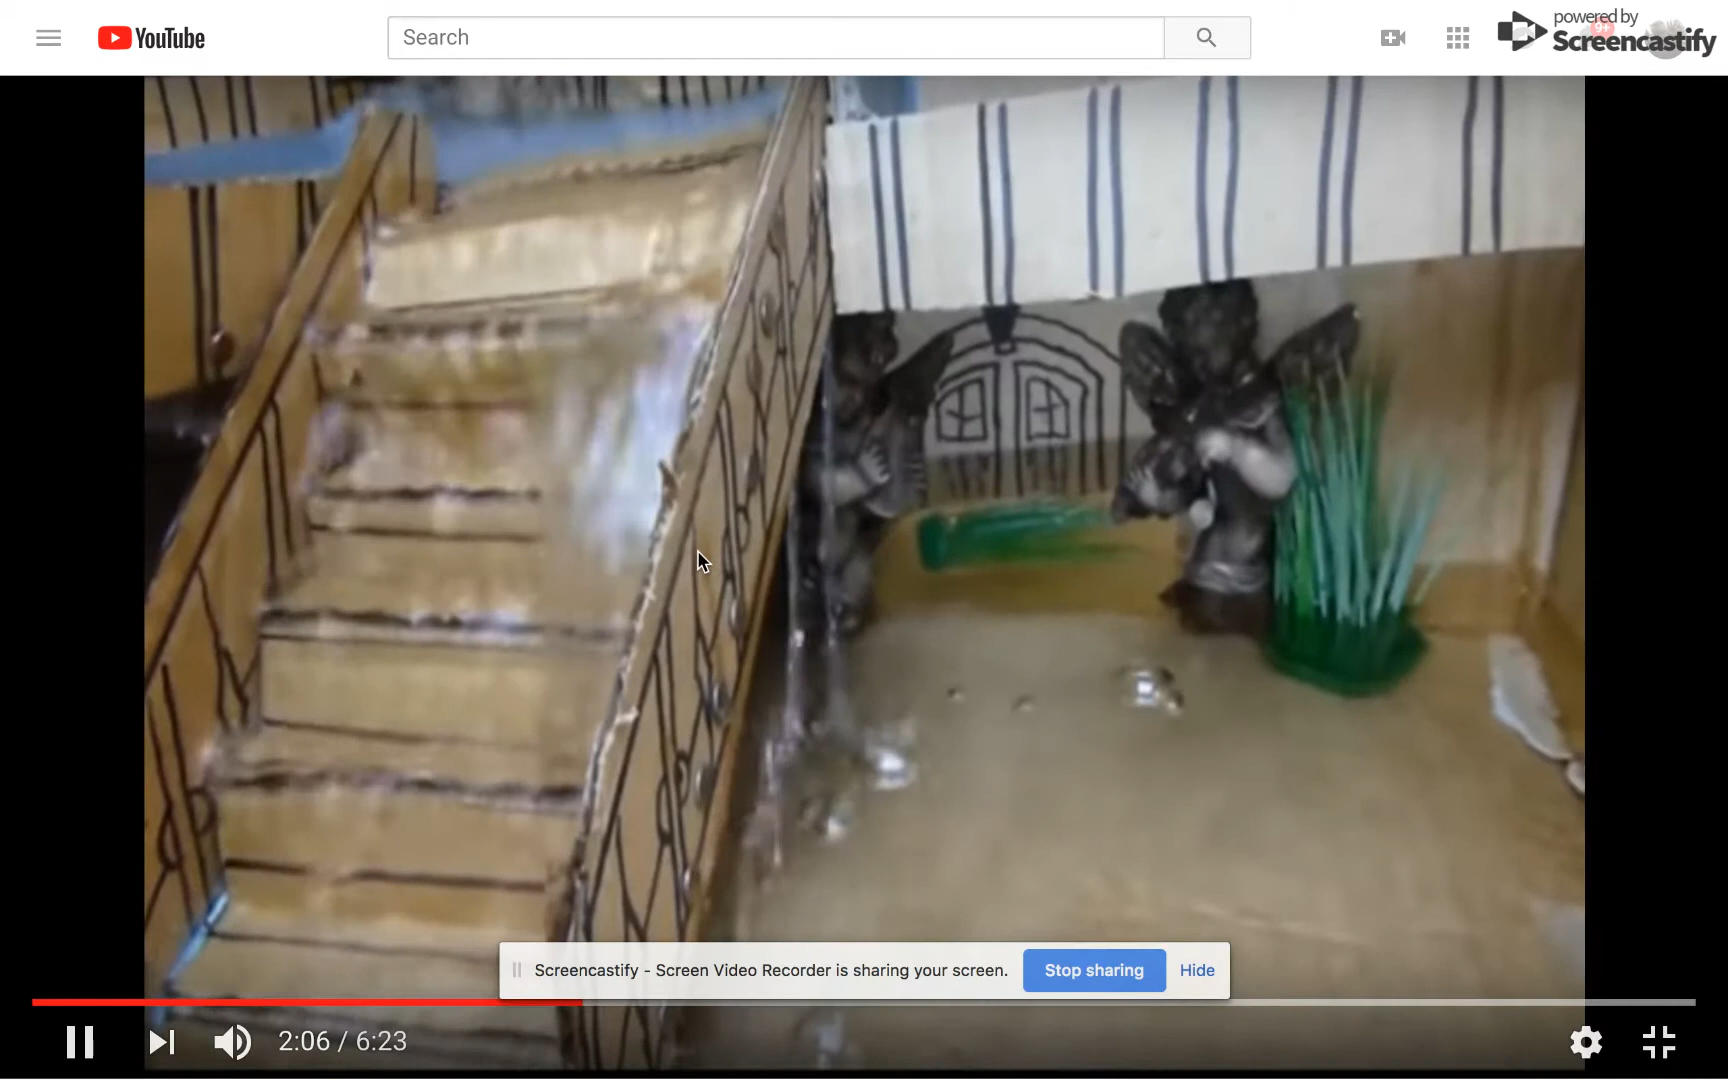 YouTube
Search
powered by
9+
Screencastify
Screencastify - Screen Video Recorder is sharing your screen.
Stop sharing
Hide
2:06 / 6:23